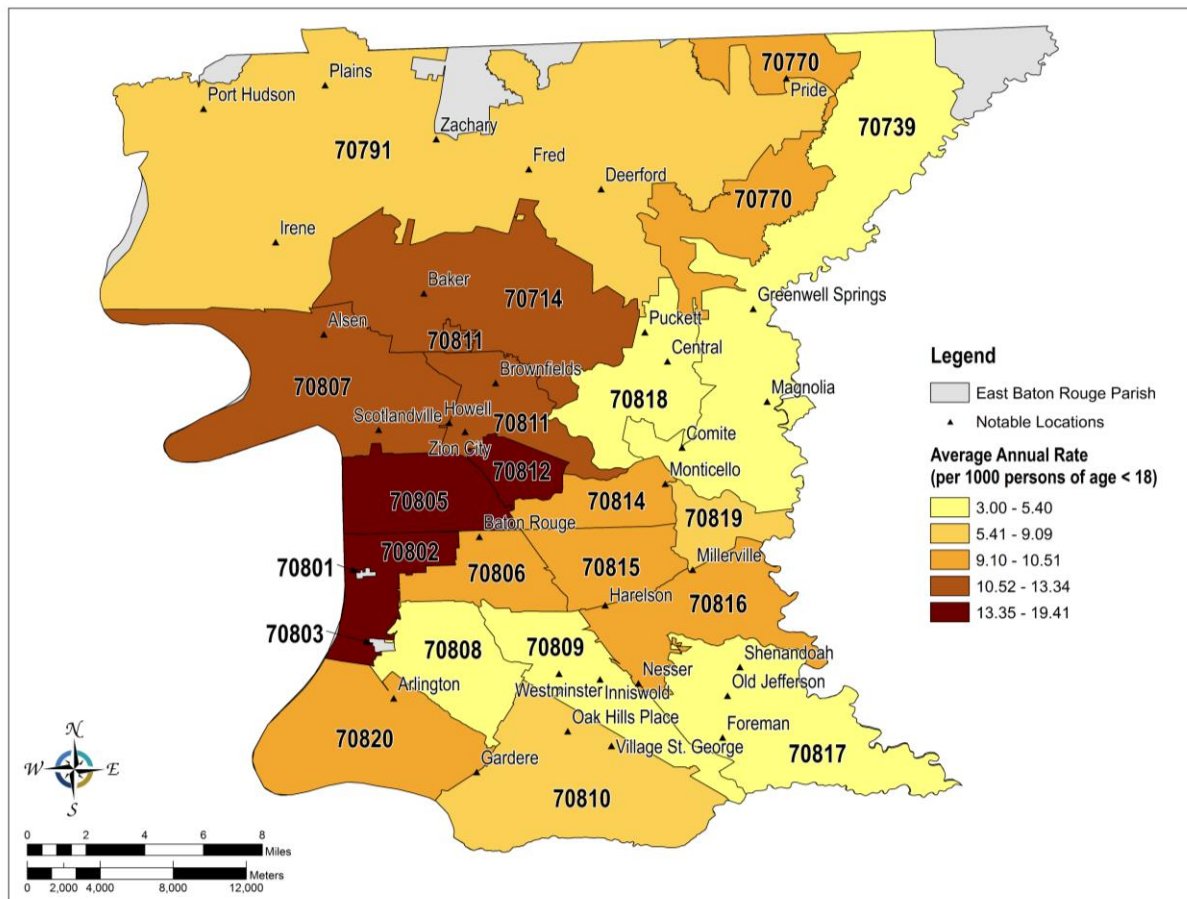 70770
Plains
Pride
Port Hudson
70739
Zachary
70791
Fred
Deerford
70770
Irene
Baker
70714
Greenwell Springs
Alsen
Puckett
70811
Central
70807
Brownfields
70818
Magnolia
Scotlandville
Howell
70811
Zion City
Comite
70812
Monticello
70805
70814
70819
Baton Rouge
70802
Millerville
70801
70806
70815
Harelson
70816
70803
70808
70809
Shenandoah
Nesser
Arlington
Westminster
Inniswold
Old Jefferson
Oak Hills Place
Foreman
70820
Village St. George
70817
Gardere
70810
Legend
East Baton Rouge Parish
Notable Locations
Average Annual Rate
(per 1000 persons of age < 18)
3.00 - 5.40
5.41 - 9.09
9.10 - 10.51
10.52 - 13.34
13.35 - 19.41
N
W E
S
0 2 4 6 8
Miles
Meters
0 2,000 4,000 8,000 12,000